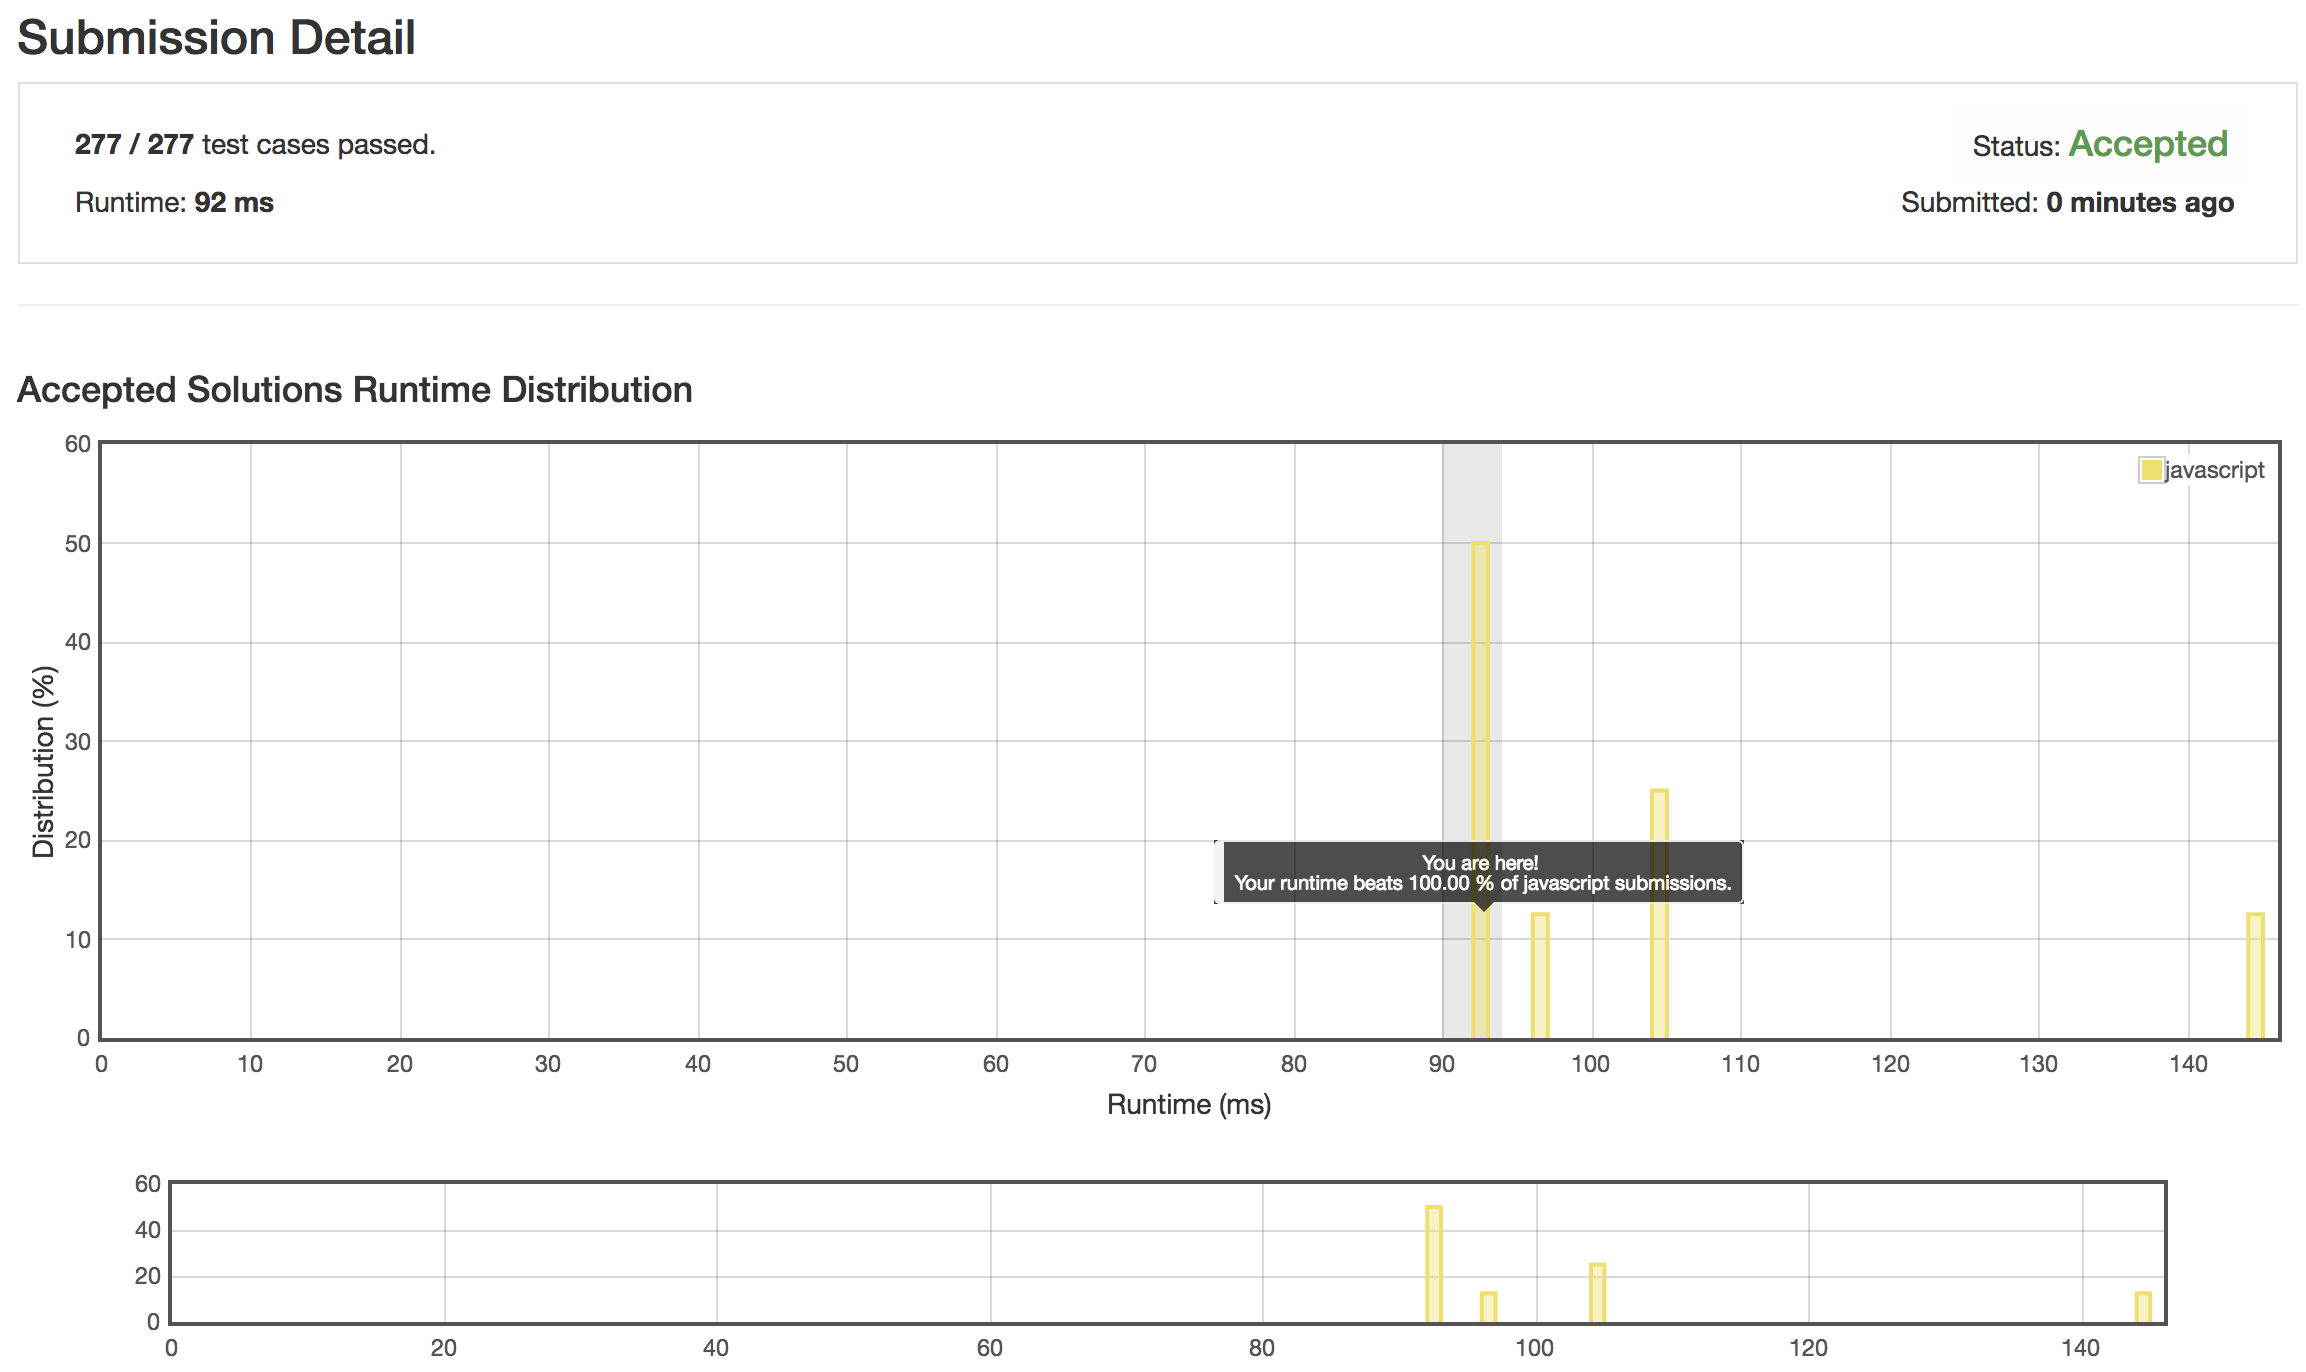 Submission Detail
277 / 277 test cases passed.
Status: Accepted
Runtime: 92 ms
Submitted: 0 minutes ago
Accepted Solutions Runtime Distribution
60
50
40
30
20
10
0
Distribution (%)
javascript
You are here!
Your runtime beats 100.00 % of javascript submissions.
0 10 20 30 40 50 60 70 80 90 100 110 120 130 140
Runtime (ms)
60
40
20
0
0 20 40 60 80 100 120 140